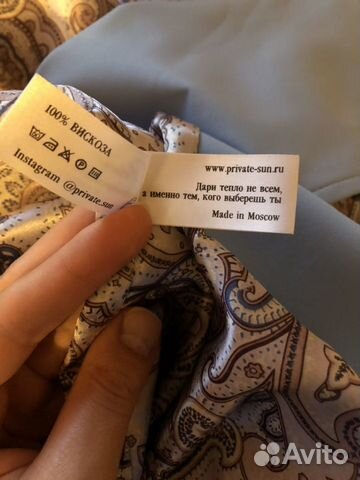 100% ВИСКОЗА
Instagram @private.sun
www.private-sun.ru
Дари тепло не всем,
а именно тем, кого выберешь ты
Made in Moscow
Avito